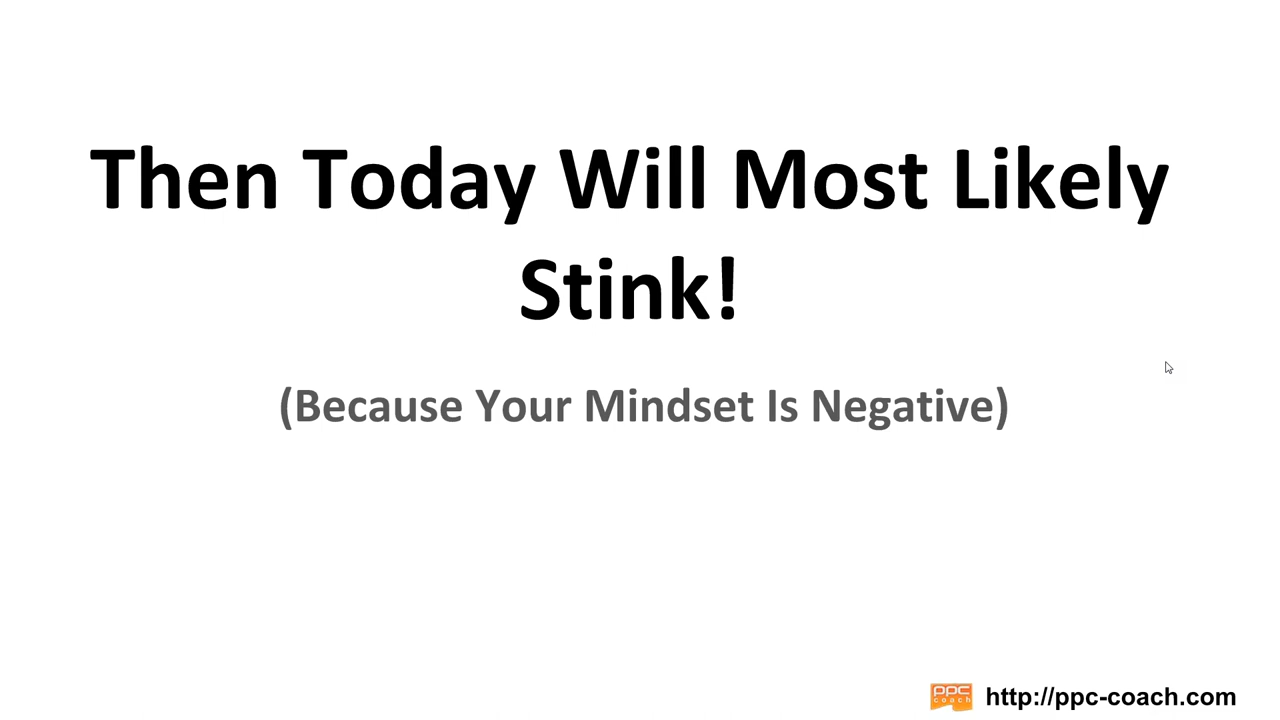 Then Today Will Most Likely
Stink!
(Because Your Mindset Is Negative)
ppc
coach
http://ppc-coach.com